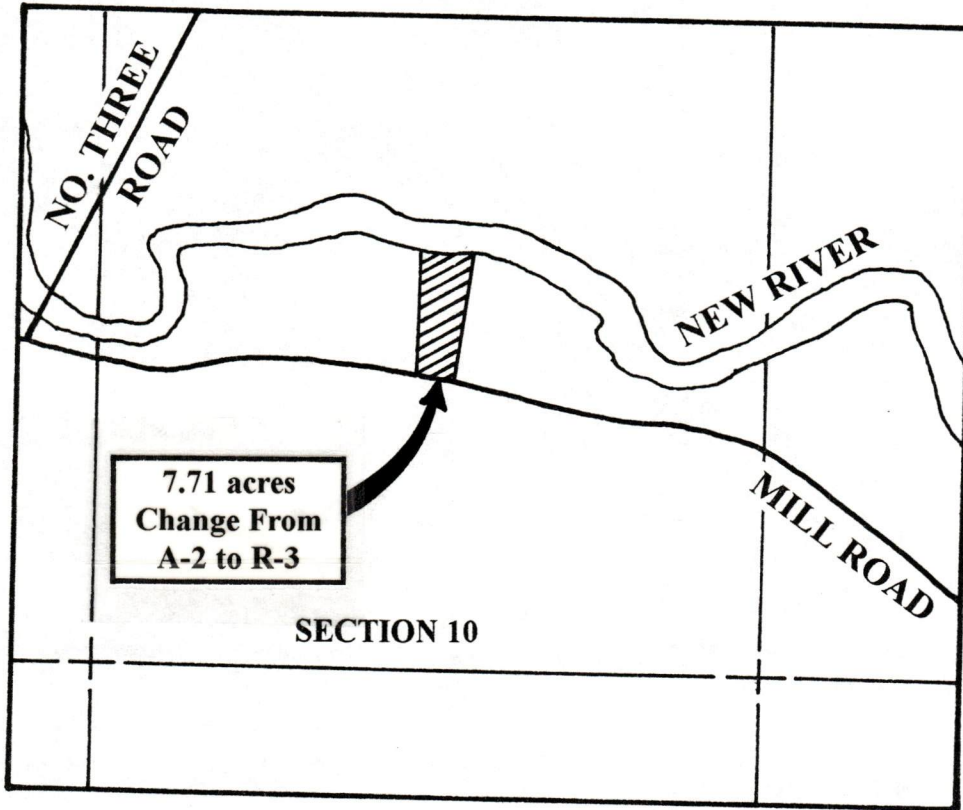 NO. THREE
ROAD
NEW RIVER
MILL ROAD
7.71 acres
Change From
A-2 to R-3
SECTION 10